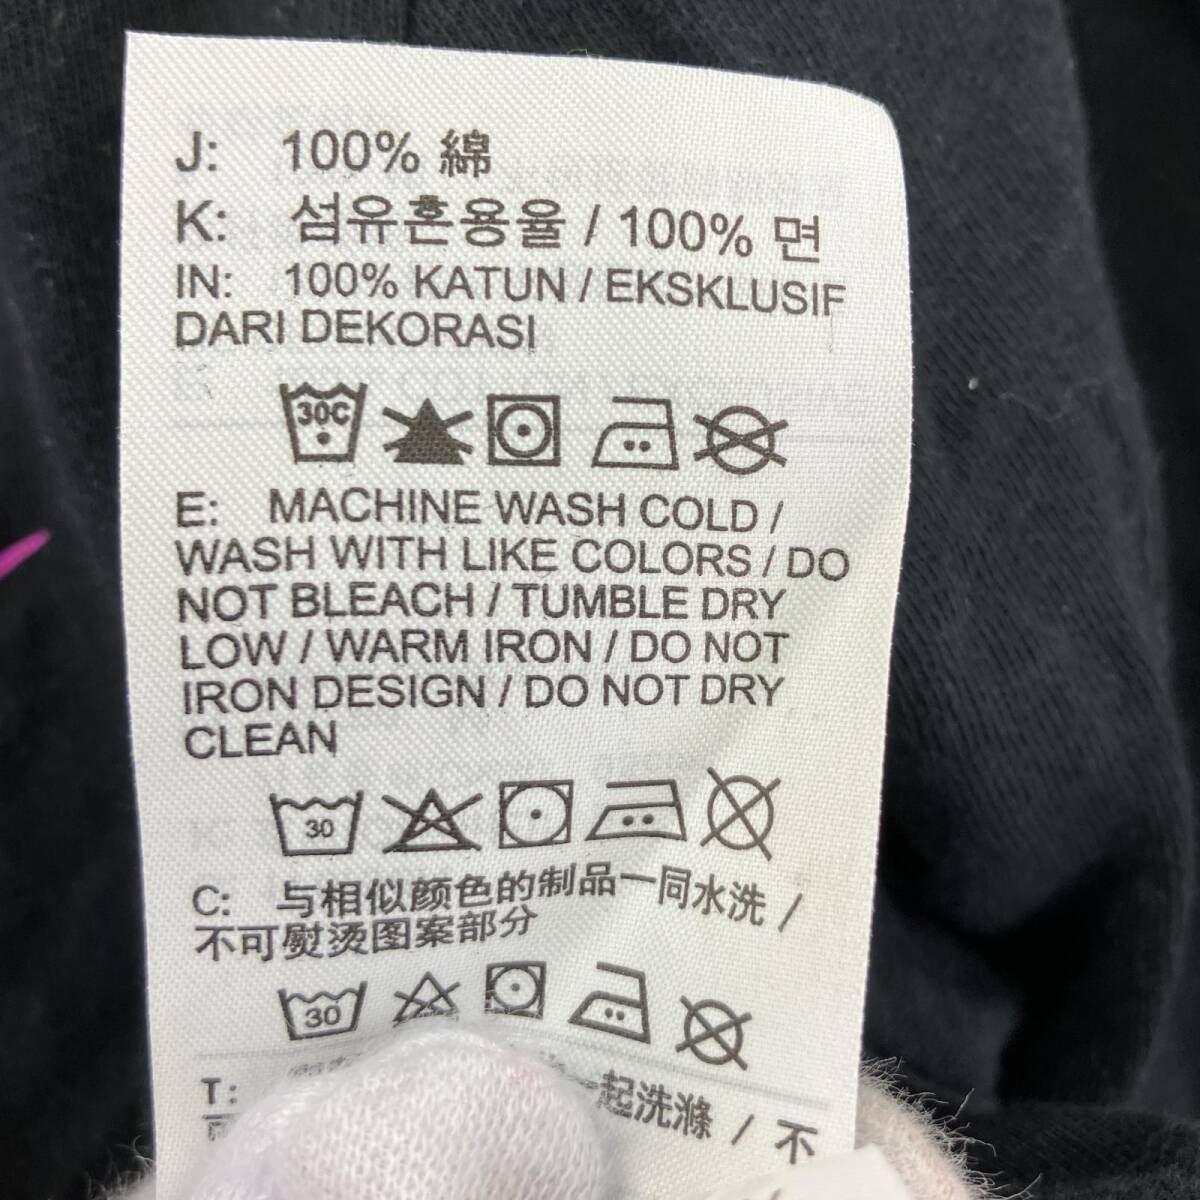 J: 100% 綿
K: 섬유혼용율 / 100% 면
IN: 100% KATUN / EKSKLUSIF
DARI DEKORASI
30C
E: MACHINE WASH COLD /
WASH WITH LIKE COLORS / DO
NOT BLEACH / TUMBLE DRY
LOW / WARM IRON / DO NOT
IRON DESIGN / DO NOT DRY
CLEAN
30
C: 与相似颜色的制品一同水洗 /
不可熨烫图案部分
30
T: 一起洗滌 / 不